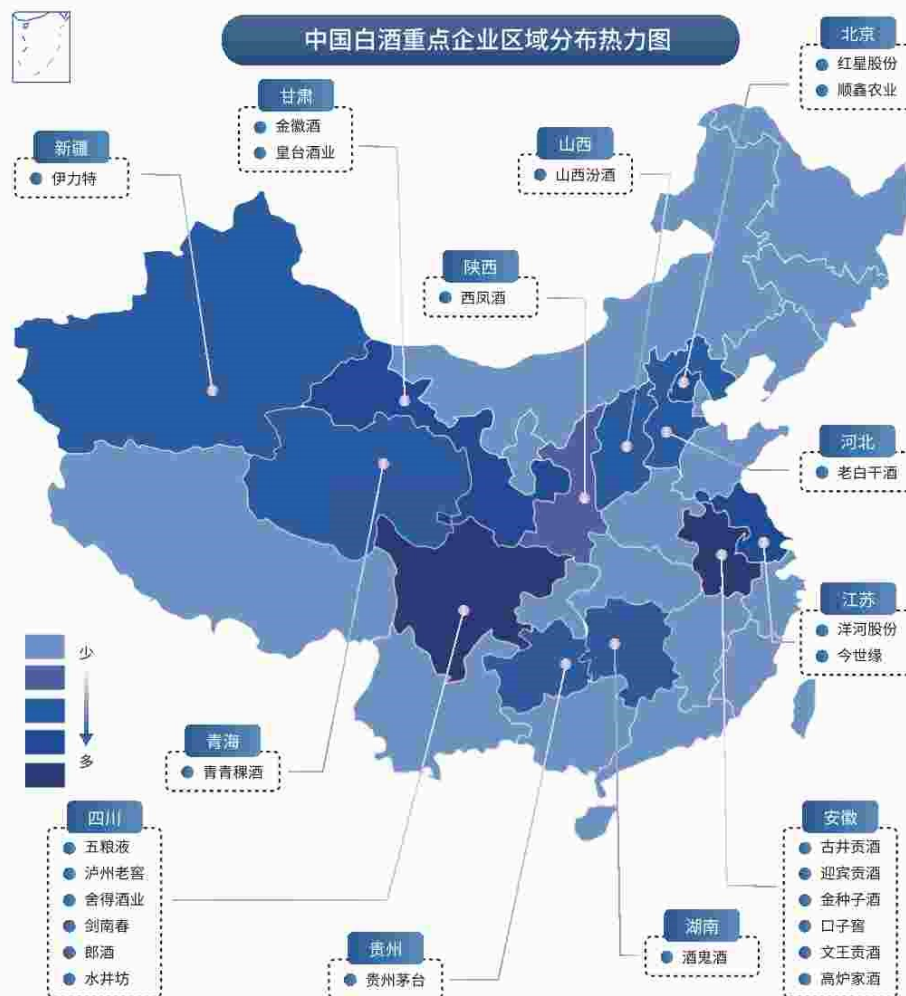 中国白酒重点企业区域分布热力图
北京
红星股份
顺鑫农业
甘肃
金徽酒
皇台酒业
新疆
伊力特
山西
山西汾酒
陕西
西凤酒
河北
老白干酒
江苏
洋河股份
今世缘
少
多
青海
青青稞酒
四川
五粮液
泸州老窖
舍得酒业
剑南春
郎酒
水井坊
贵州
贵州茅台
湖南
酒鬼酒
安徽
古井贡酒
迎宾贡酒
金种子酒
口子窖
文王贡酒
高炉家酒